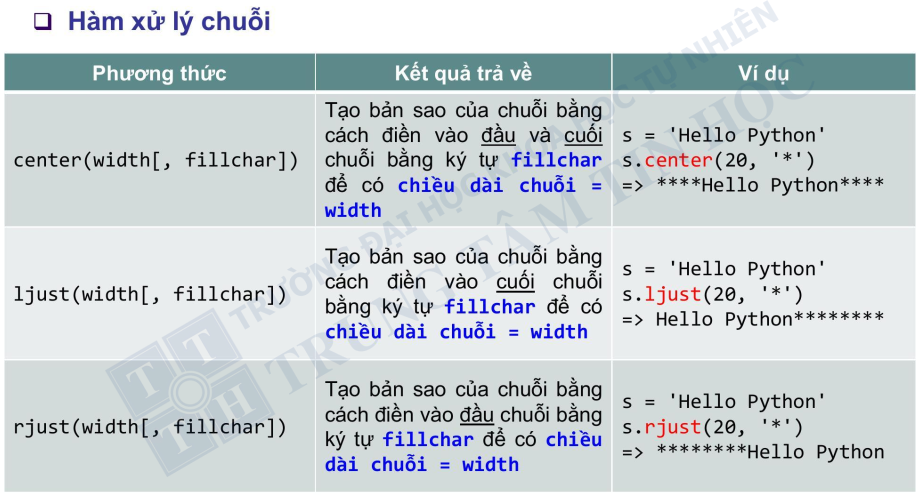 Hàm xử lý chuỗi
Phương thức
Kết quả trả về
Ví dụ
center(width[, fillchar])
Tạo bản sao của chuỗi bằng
cách điền vào đầu và cuối
chuỗi bằng ký tự fillchar
để có chiều dài chuỗi =
width
s = 'Hello Python'
s.center(20, '*')
=> ****Hello Python****
ljust(width[, fillchar])
Tạo bản sao của chuỗi bằng
cách điền vào cuối chuỗi
bằng ký tự fillchar để có
chiều dài chuỗi = width
s = 'Hello Python'
s.ljust(20, '*')
=> Hello Python********
rjust(width[, fillchar])
Tạo bản sao của chuỗi bằng
cách điền vào đầu chuỗi bằng
ký tự fillchar để có chiều
dài chuỗi = width
s = 'Hello Python'
s.rjust(20, '*')
=> ********Hello Python
TRƯỜNG ĐẠI HỌC KHOA HỌC TỰ NHIÊN
TRUNG TÂM TIN HỌC
T T
T H